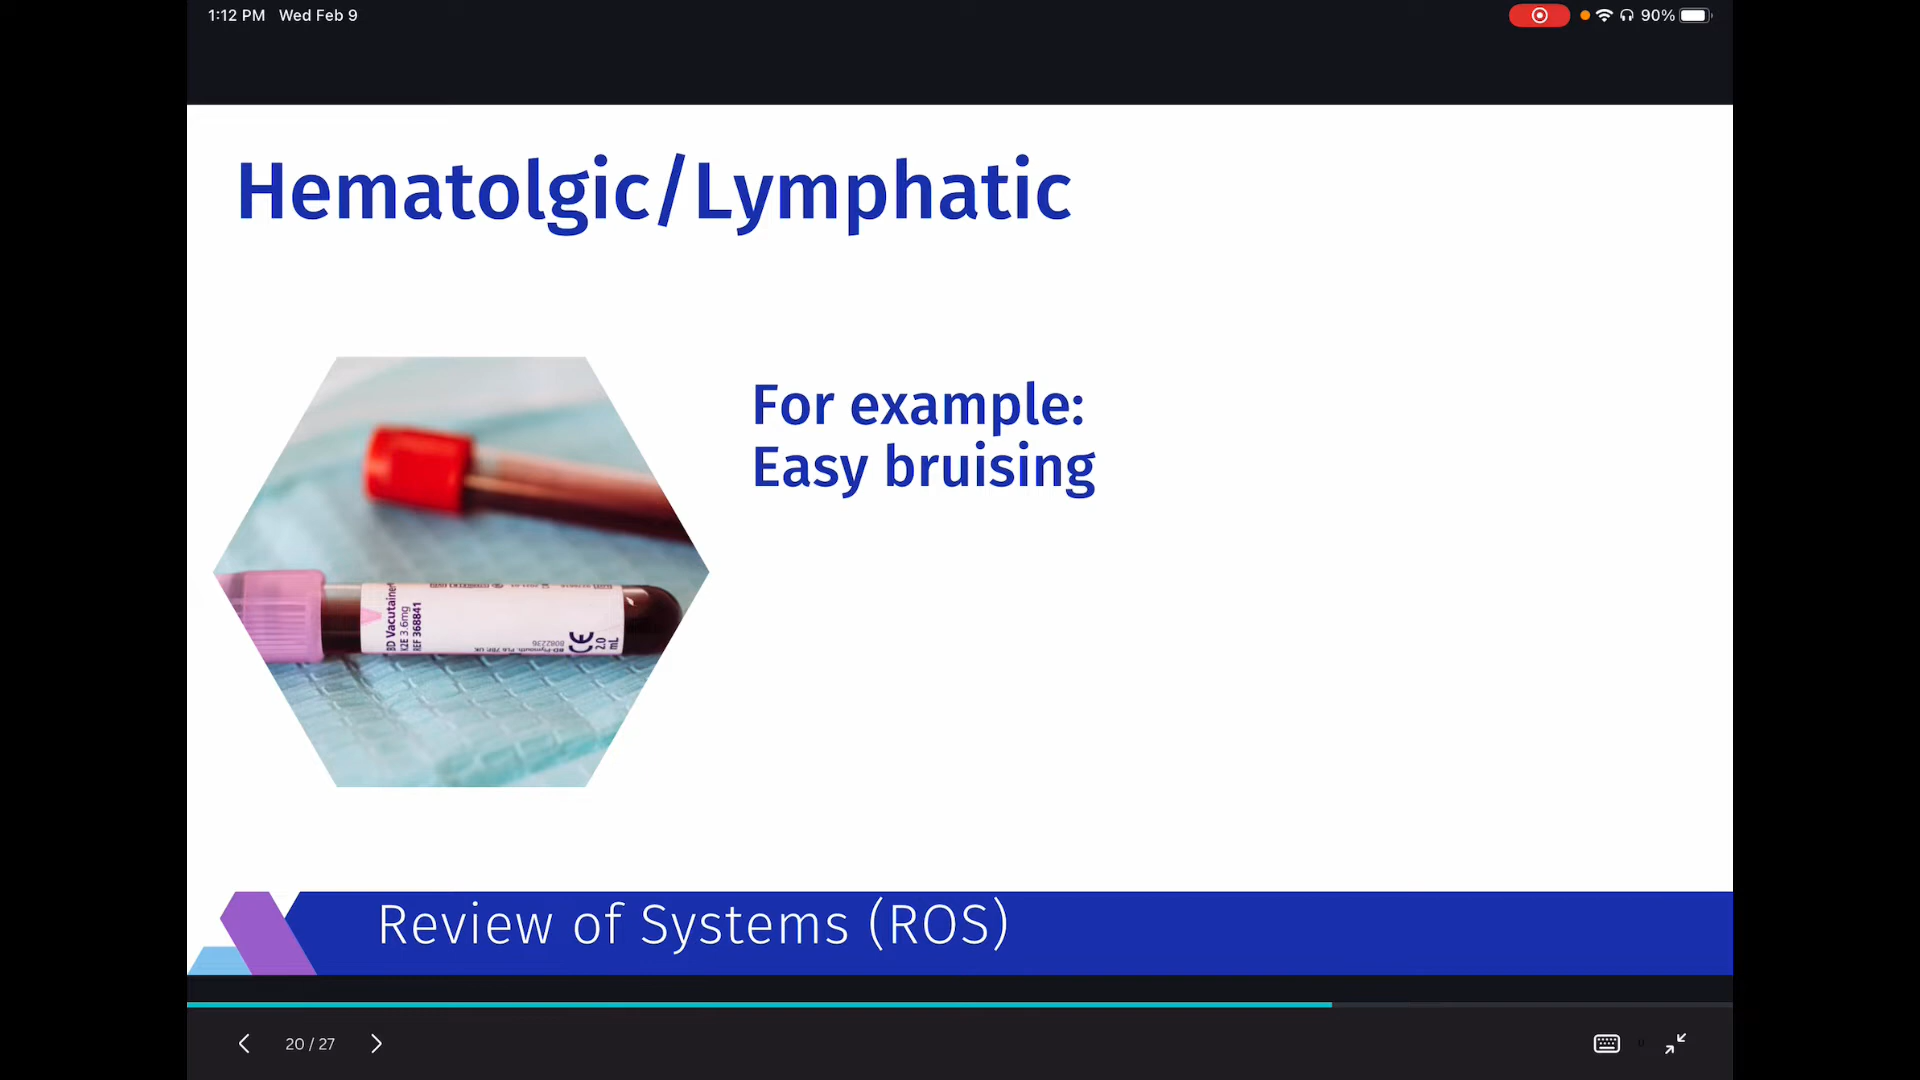 1:12 PM Wed Feb 9
90%
Hematolgic/Lymphatic
For example:
Easy bruising
BD Vacutainer
K2E 3.6mg
REF 368841
CE
2.0
mL
Review of Systems (ROS)
20 / 27